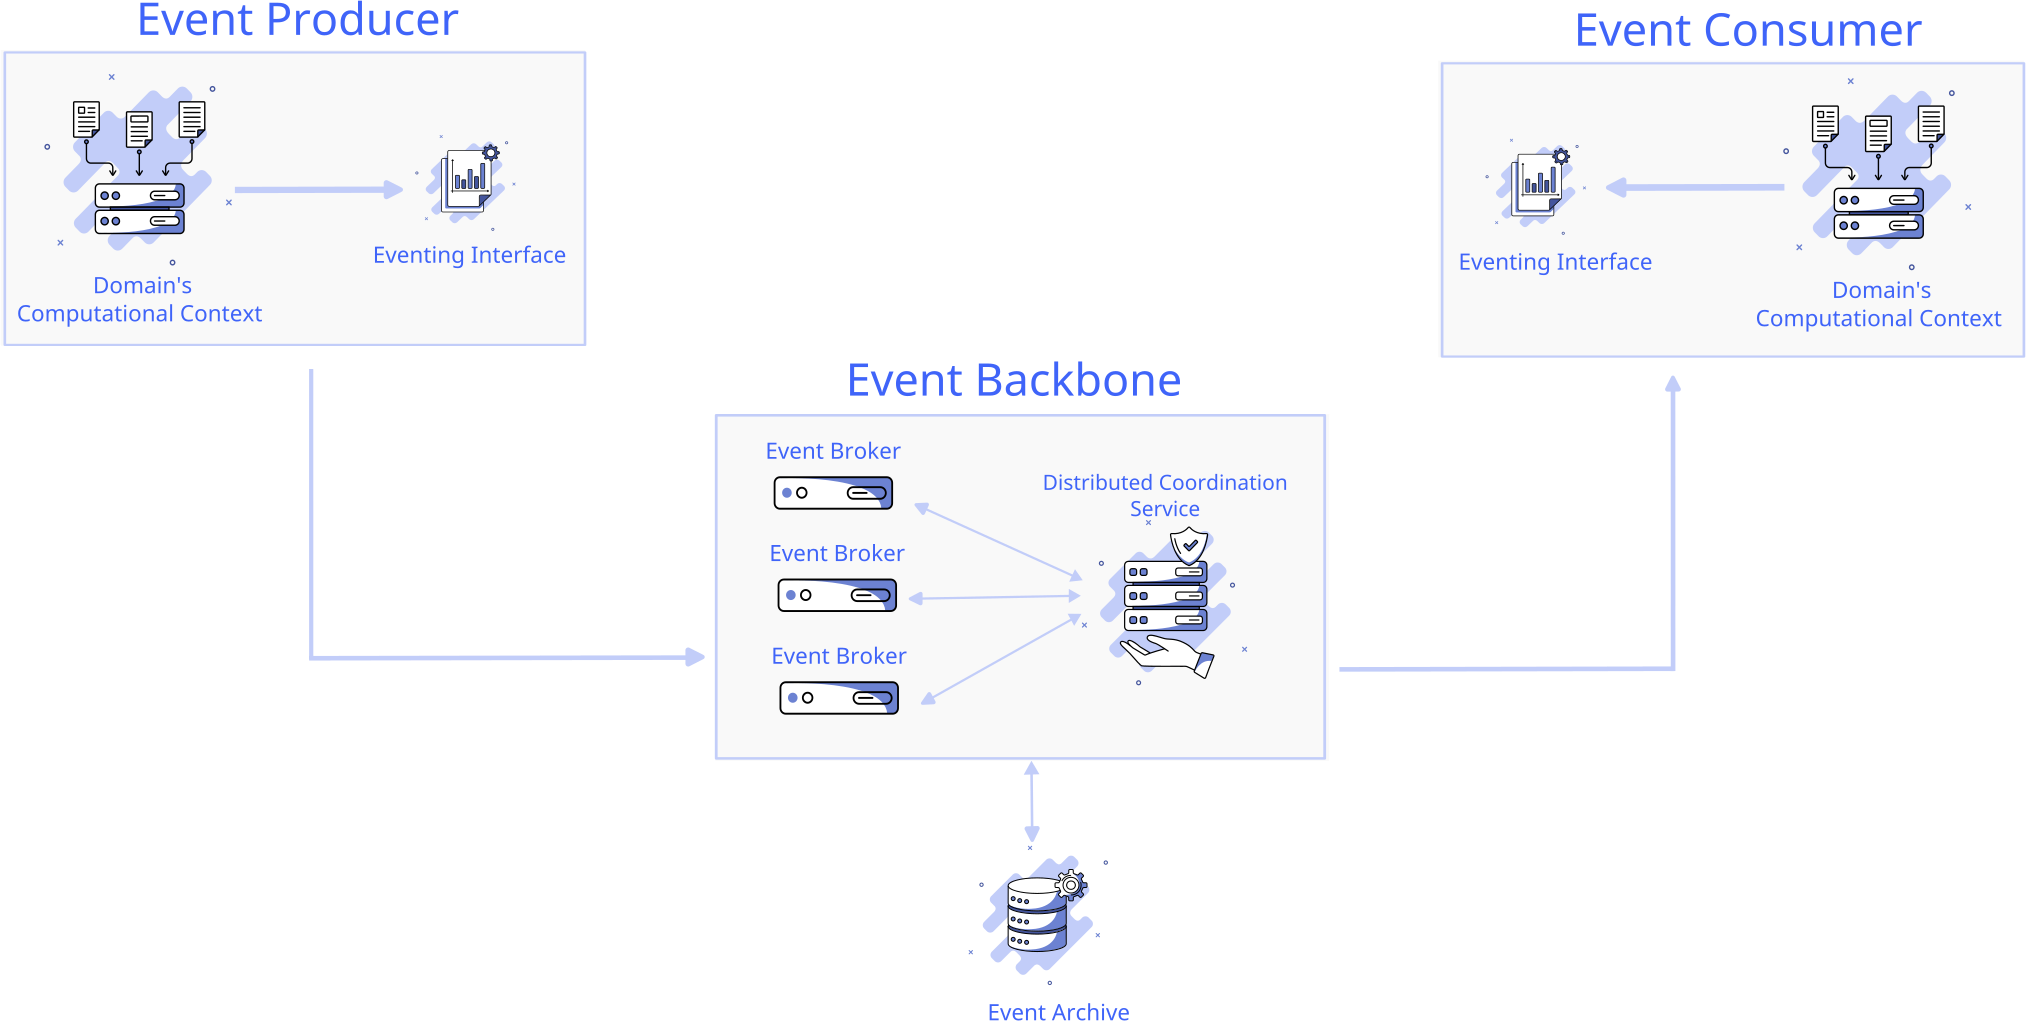 Event Producer
Domain's
Computational Context
Eventing Interface
Event Consumer
Eventing Interface
Domain's
Computational Context
Event Backbone
Event Broker
Event Broker
Event Broker
Distributed Coordination
Service
Event Archive